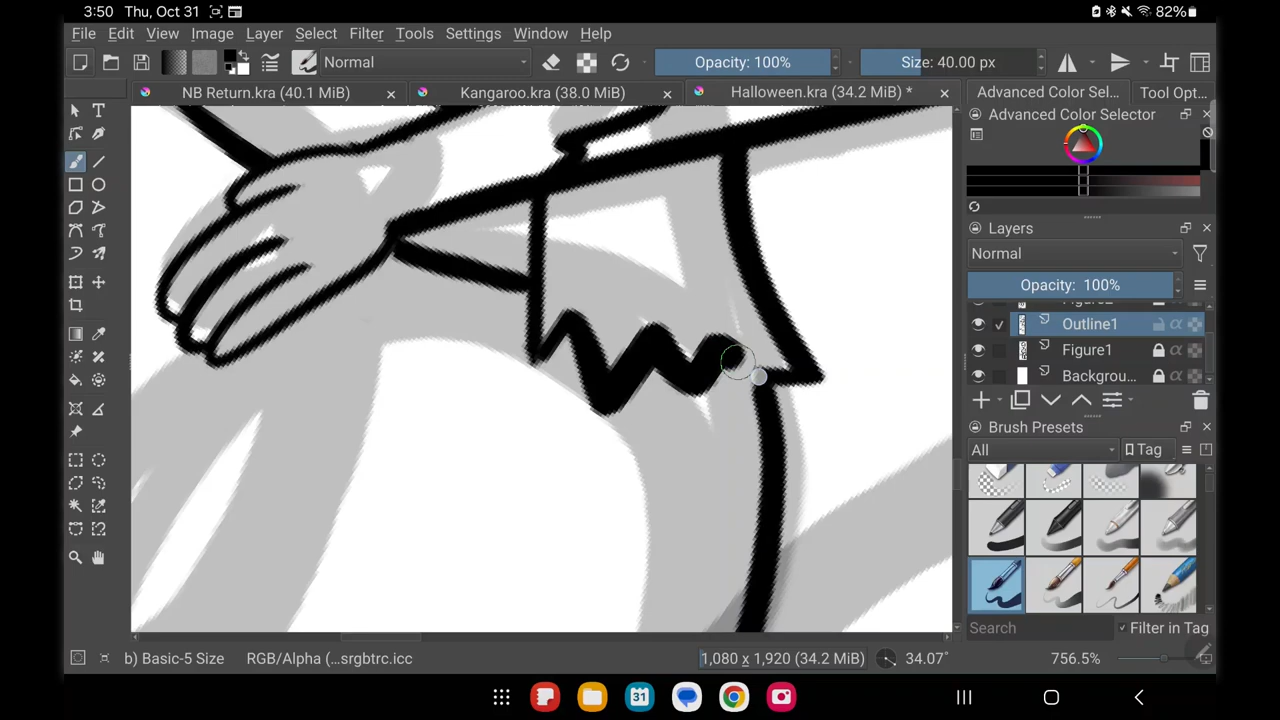 3:50 Thu, Oct 31
82%
File Edit View Image Layer Select Filter Tools Settings Window Help
Normal
Opacity: 100%
Size: 40.00 px
NB Return.kra (40.1 MiB)
Kangaroo.kra (38.0 MiB)
Halloween.kra (34.2 MiB) *
Advanced Color Sel...
Tool Opt...
Advanced Color Selector
Layers
Normal
Opacity: 100%
Outline1
Figure1
Backgrou...
Brush Presets
All
Tag
Search
Filter in Tag
b) Basic-5 Size
RGB/Alpha (...srgbtrc.icc
1,080 x 1,920 (34.2 MiB)
34.07°
756.5%
31